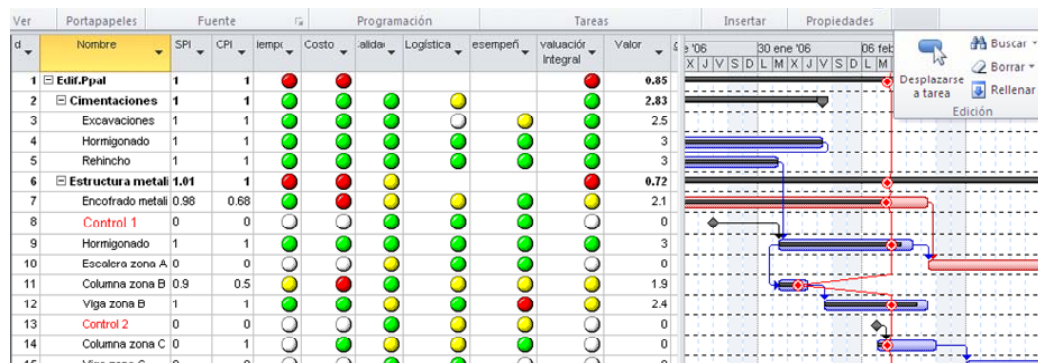 Ver Portapapeles Fuente Programación Tareas Insertar Propiedades
Desplazarse a tarea
Buscar
Borrar
Rellenar
Edición
d Nombre SPI CPI Costo Logística Valor
Integral
'06 30 ene '06 06 feb
X J V S D L M X J V S D L M
1 Edif.Ppal 1 1 0.85
2 Cimentaciones 1 1 2.83
3 Excavaciones 1 1 2.5
4 Hormigonado 1 1 3
5 Rehincho 1 1 3
6 Estructura metali 1.01 1 0.72
7 Encofrado metali 0.98 0.68 2.1
8 Control 1 0 0 0
9 Hormigonado 1 1 3
10 Escalera zona A 0 0 0
11 Columna zona B 0.9 0.5 1.9
12 Viga zona B 1 1 2.4
13 Control 2 0 0 0
14 Columna zona C 0 1 0